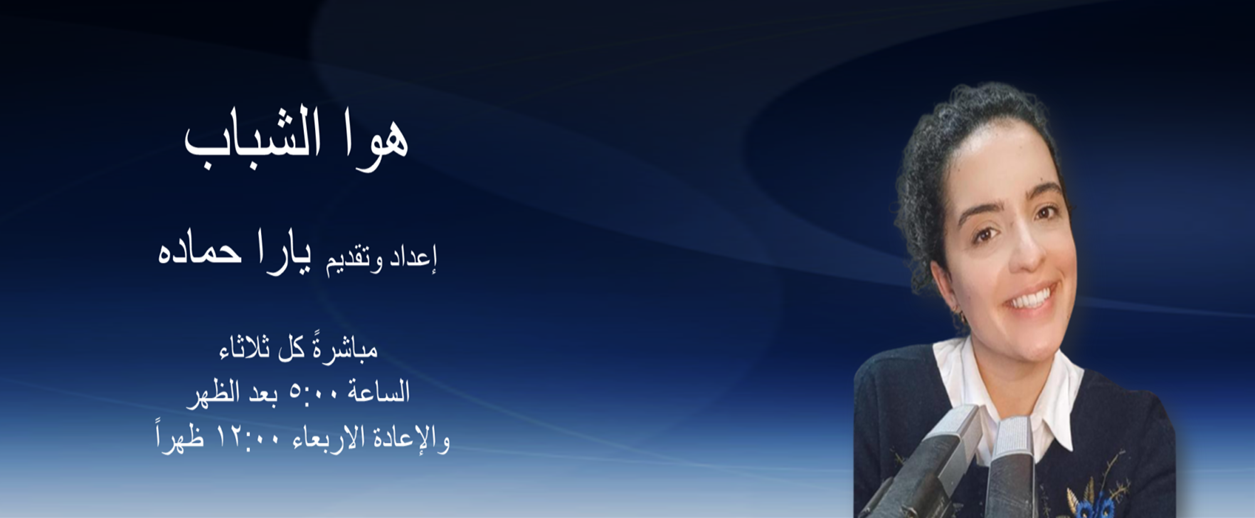 هوا الشباب
إعداد وتقديم يارا حماده
مباشرةً كل ثلاثاء
الساعة ٥:٠٠ بعد الظهر
والإعادة الاربعاء ١٢:٠٠ ظهراً